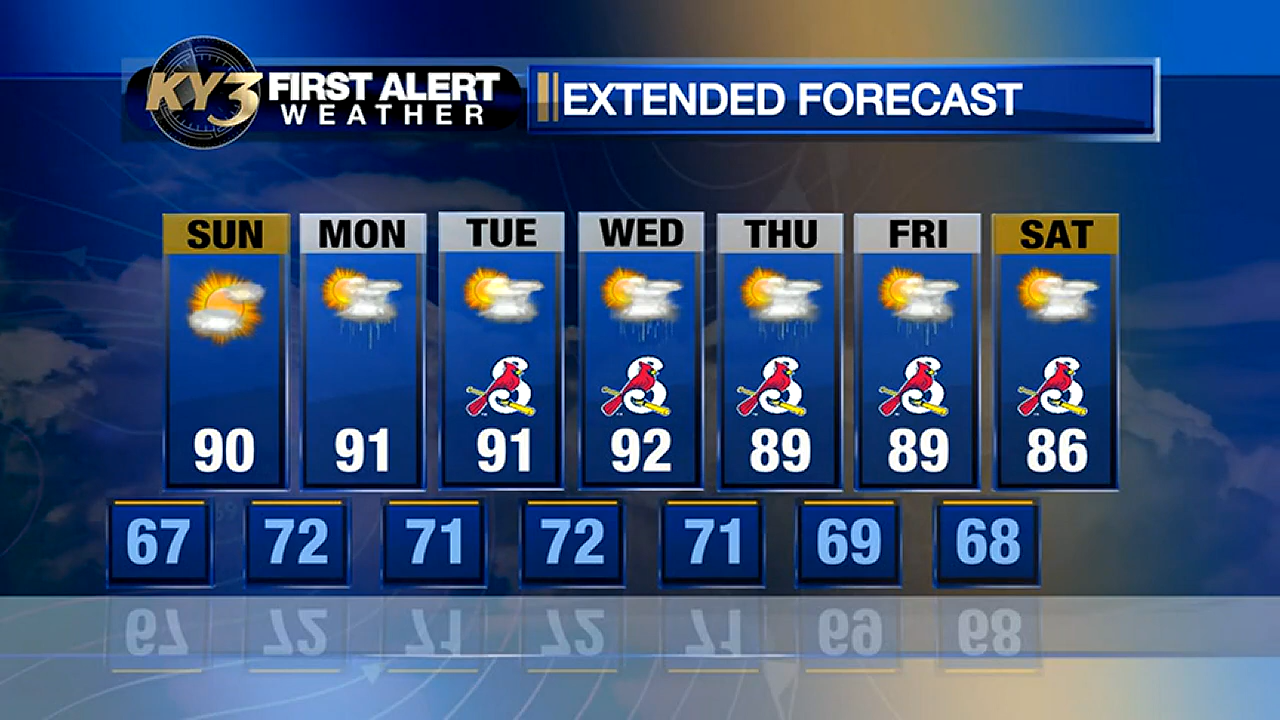 KY3 FIRST ALERT
WEATHER
EXTENDED FORECAST
SUN MON TUE WED THU FRI SAT
90 91 91 92 89 89 86
67 72 71 72 71 69 68